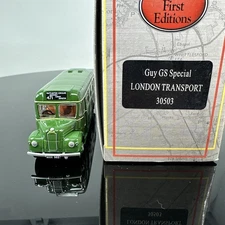 First
Editions
Guy GS Special
LONDON TRANSPORT
30503